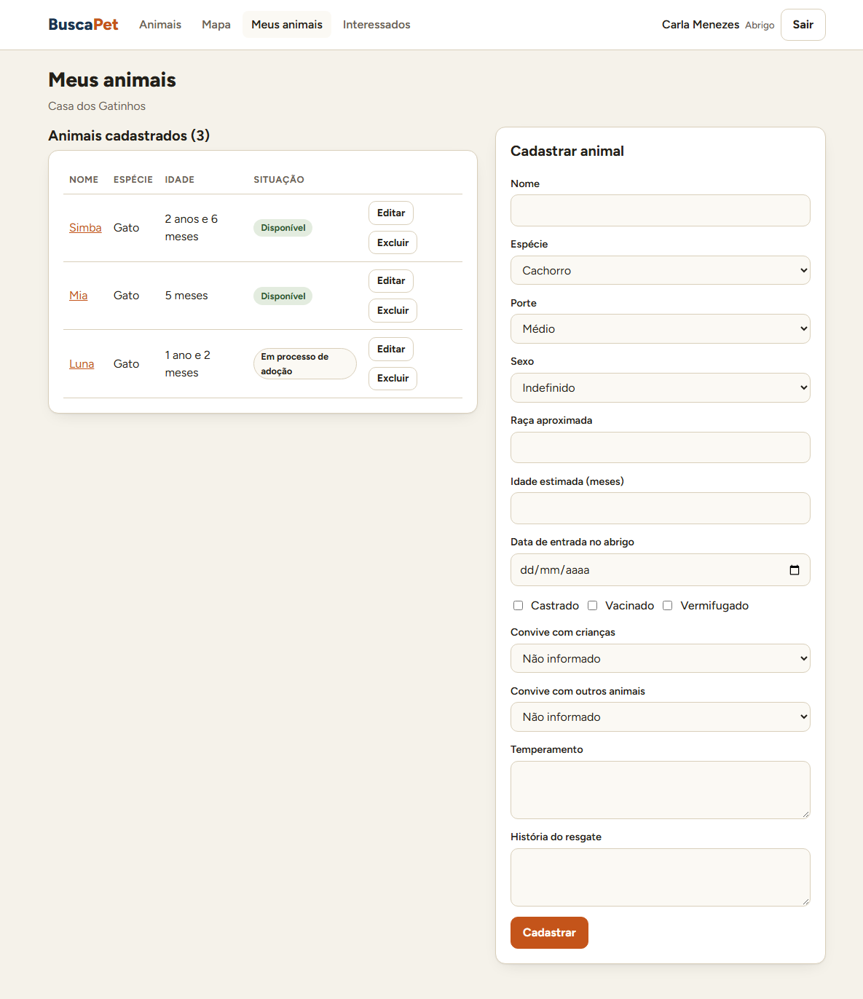 BuscaPet Animais Mapa Meus animais Interessados Carla Menezes Abrigo Sair
Meus animais
Casa dos Gatinhos
Animais cadastrados (3)
NOME ESPÉCIE IDADE SITUAÇÃO
Simba Gato 2 anos e 6 meses Disponível Editar Excluir
Mia Gato 5 meses Disponível Editar Excluir
Luna Gato 1 ano e 2 meses Em processo de adoção Editar Excluir
Cadastrar animal
Nome
Espécie
Cachorro
Porte
Médio
Sexo
Indefinido
Raça aproximada
Idade estimada (meses)
Data de entrada no abrigo
dd/mm/aaaa
Castrado Vacinado Vermifugado
Convive com crianças
Não informado
Convive com outros animais
Não informado
Temperamento
História do resgate
Cadastrar